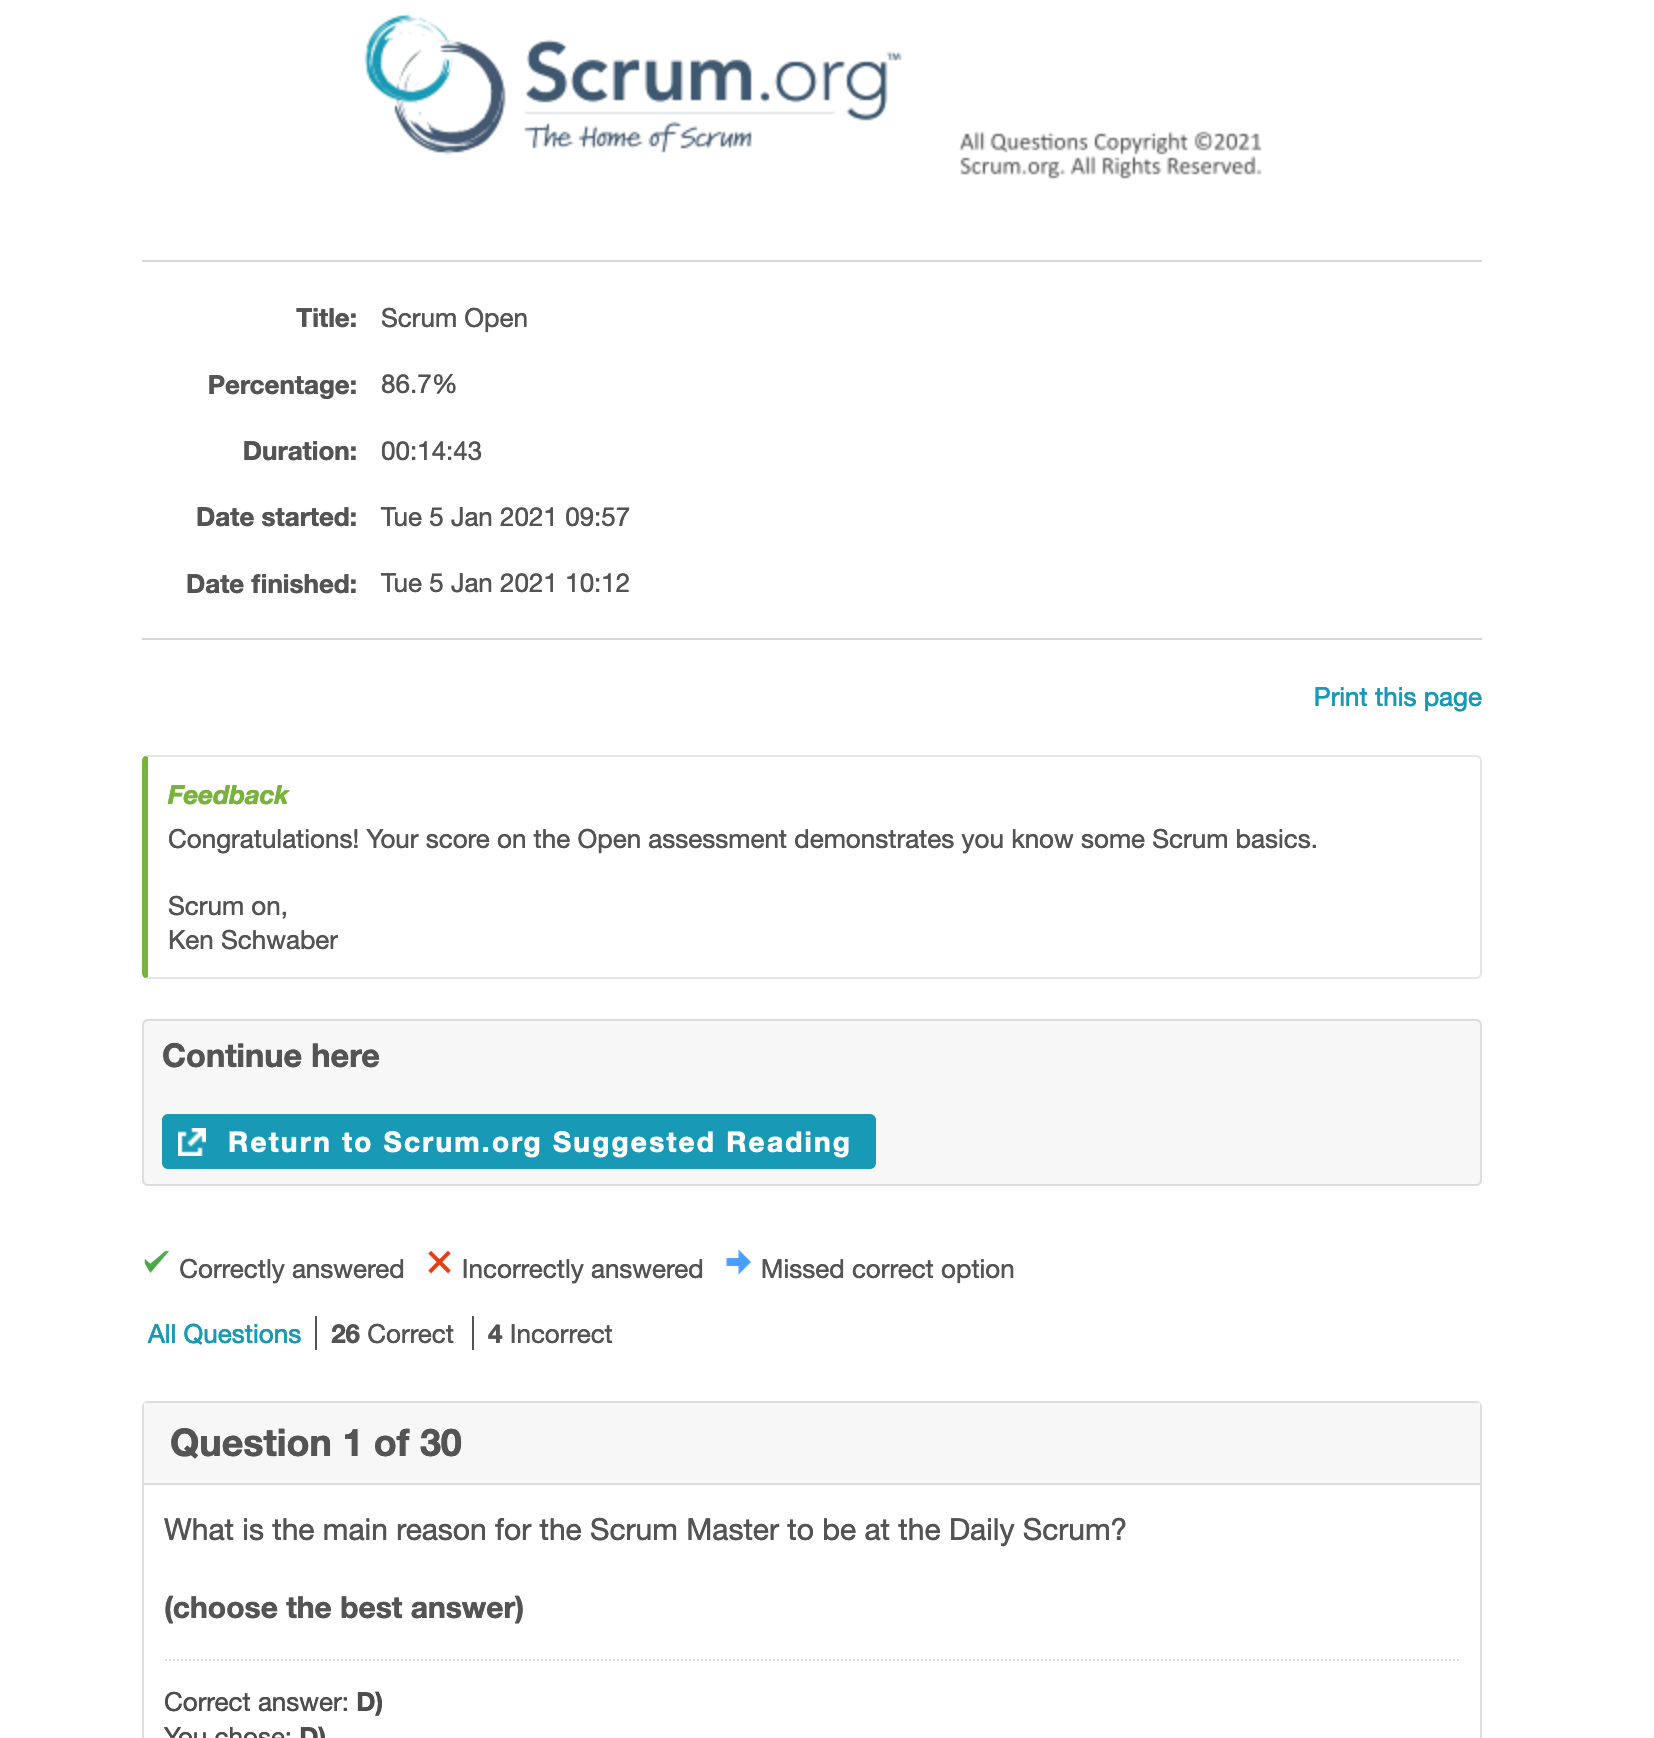 Scrum.org™
The Home of Scrum
All Questions Copyright ©2021
Scrum.org. All Rights Reserved.
Title: Scrum Open
Percentage: 86.7%
Duration: 00:14:43
Date started: Tue 5 Jan 2021 09:57
Date finished: Tue 5 Jan 2021 10:12
Print this page
Feedback
Congratulations! Your score on the Open assessment demonstrates you know some Scrum basics.
Scrum on,
Ken Schwaber
Continue here
Return to Scrum.org Suggested Reading
Correctly answered Incorrectly answered Missed correct option
All Questions | 26 Correct | 4 Incorrect
Question 1 of 30
What is the main reason for the Scrum Master to be at the Daily Scrum?
(choose the best answer)
Correct answer: D)
You chose: D)